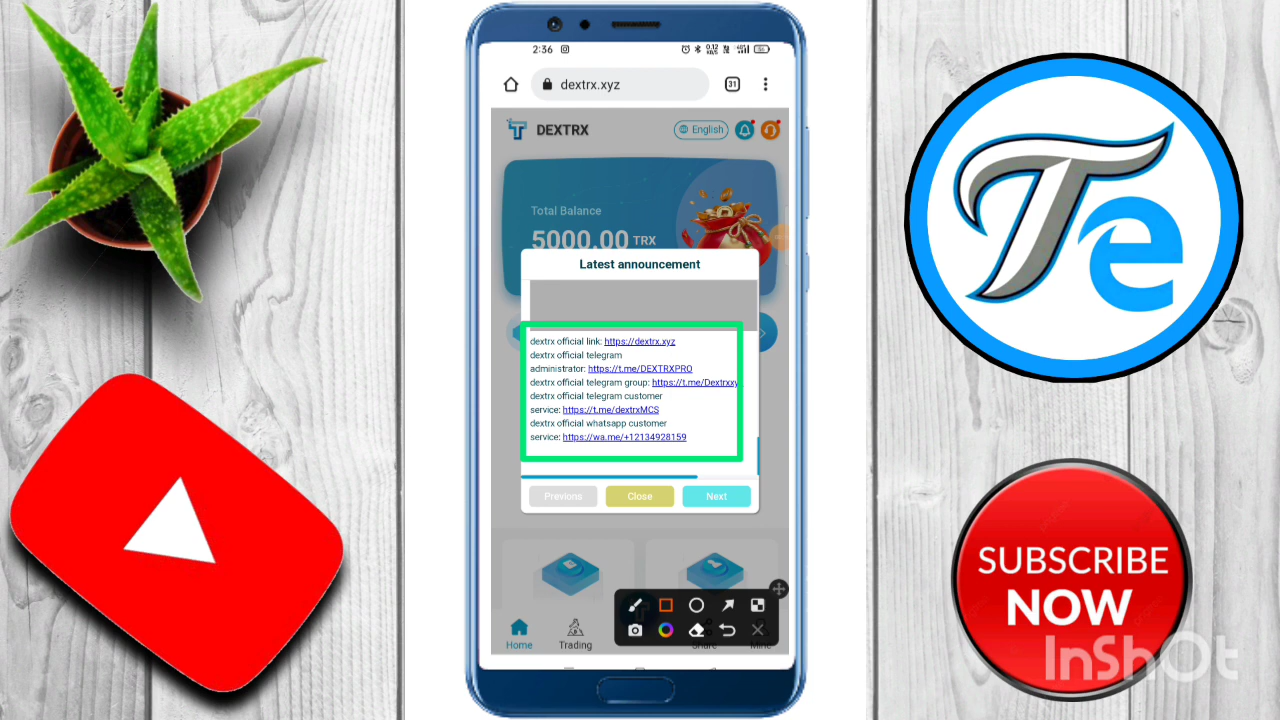 2:36
dextrx.xyz
31
DEXTRX
English
Total Balance
5000.00 TRX
Latest announcement
dextrx official link: https://dextrx.xyz
dextrx official telegram
administrator: https://t.me/DEXTRXPRO
dextrx official telegram group: https://t.me/Dextrxxy
dextrx official telegram customer
service: https://t.me/dextrxMCS
dextrx official whatsapp customer
service: https://wa.me/+12134928159
Previons
Close
Next
Home
Trading
Share
Mine
Te
SUBSCRIBE
NOW
InShOt